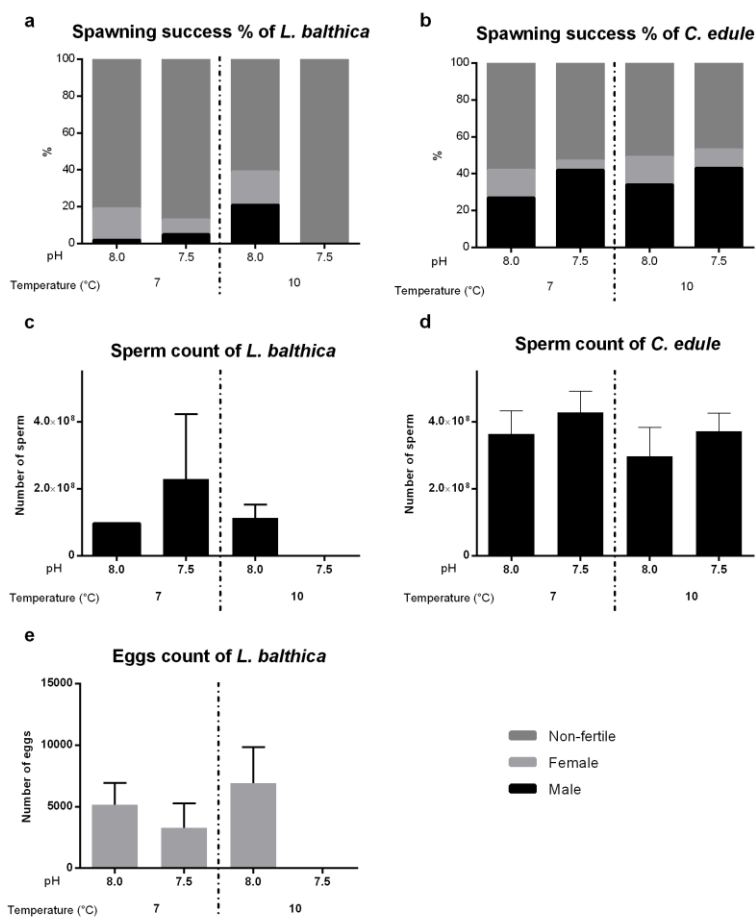 a
Spawning success % of L. balthica
100
80
60
40
20
0
%
pH 8.0 7.5 8.0 7.5
Temperature (°C) 7 10
b
Spawning success % of C. edule
100
80
60
40
20
0
%
pH 8.0 7.5 8.0 7.5
Temperature (°C) 7 10
c
Sperm count of L. balthica
Number of sperm
4.0×10⁸
2.0×10⁸
0
pH 8.0 7.5 8.0 7.5
Temperature (°C) 7 10
d
Sperm count of C. edule
Number of sperm
4.0×10⁸
2.0×10⁸
0
pH 8.0 7.5 8.0 7.5
Temperature (°C) 7 10
e
Eggs count of L. balthica
Number of eggs
15000
10000
5000
0
pH 8.0 7.5 8.0 7.5
Temperature (°C) 7 10
Non-fertile
Female
Male